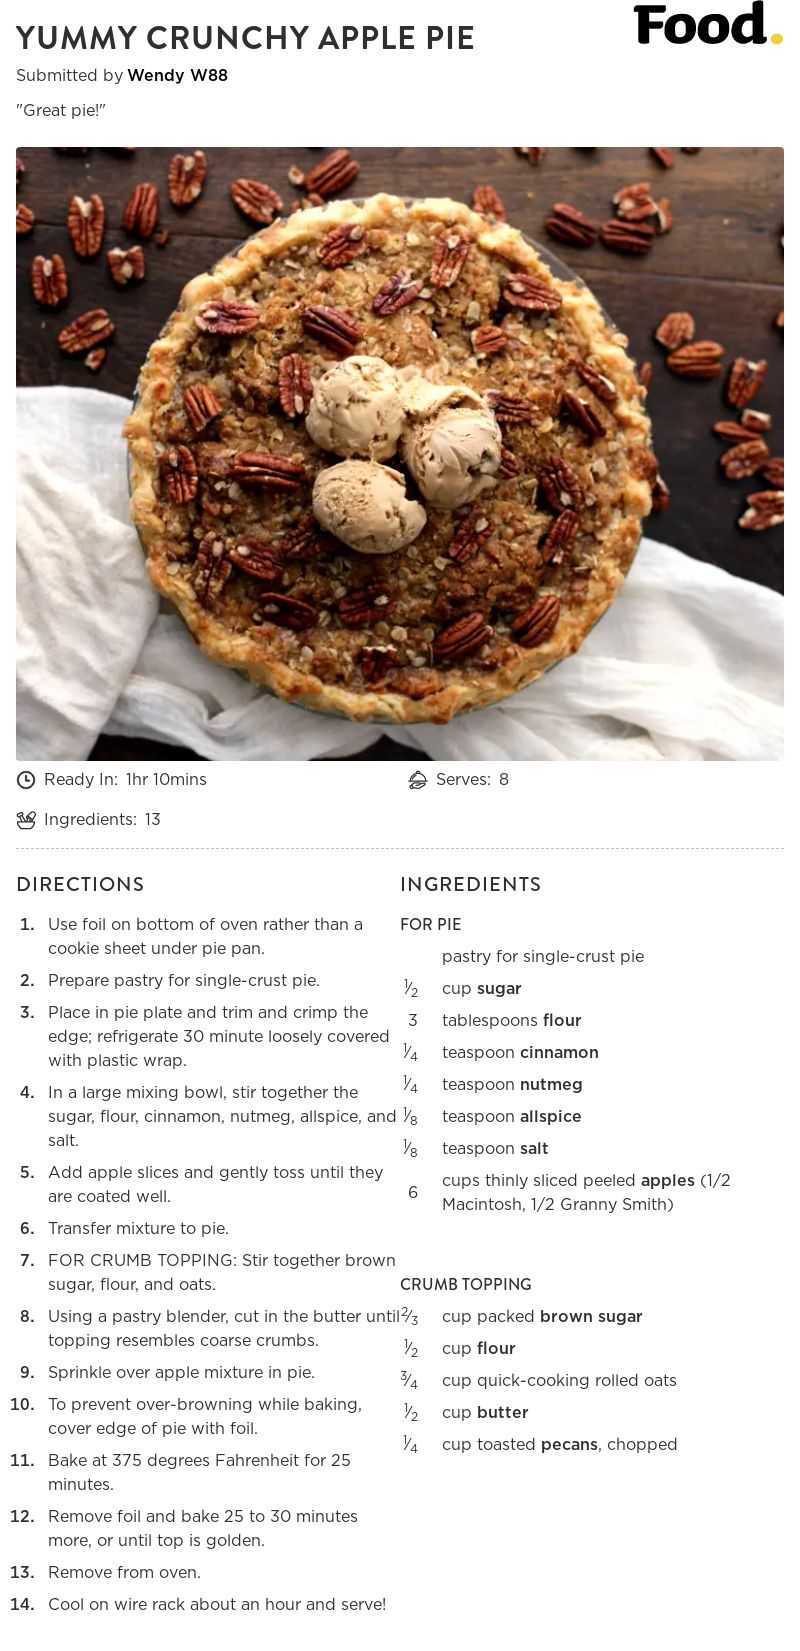 YUMMY CRUNCHY APPLE PIE
Food.
Submitted by Wendy W88
"Great pie!"
Ready In: 1hr 10mins
Serves: 8
Ingredients: 13
DIRECTIONS
1. Use foil on bottom of oven rather than a
cookie sheet under pie pan.
2. Prepare pastry for single-crust pie.
3. Place in pie plate and trim and crimp the
edge; refrigerate 30 minute loosely covered
with plastic wrap.
4. In a large mixing bowl, stir together the
sugar, flour, cinnamon, nutmeg, allspice, and
salt.
5. Add apple slices and gently toss until they
are coated well.
6. Transfer mixture to pie.
7. FOR CRUMB TOPPING: Stir together brown
sugar, flour, and oats.
8. Using a pastry blender, cut in the butter until
topping resembles coarse crumbs.
9. Sprinkle over apple mixture in pie.
10. To prevent over-browning while baking,
cover edge of pie with foil.
11. Bake at 375 degrees Fahrenheit for 25
minutes.
12. Remove foil and bake 25 to 30 minutes
more, or until top is golden.
13. Remove from oven.
14. Cool on wire rack about an hour and serve!
INGREDIENTS
FOR PIE
pastry for single-crust pie
1⁄2 cup sugar
3 tablespoons flour
1⁄4 teaspoon cinnamon
1⁄4 teaspoon nutmeg
1⁄8 teaspoon allspice
1⁄8 teaspoon salt
6 cups thinly sliced peeled apples (1/2
Macintosh, 1/2 Granny Smith)
CRUMB TOPPING
2⁄3 cup packed brown sugar
1⁄2 cup flour
3⁄4 cup quick-cooking rolled oats
1⁄2 cup butter
1⁄4 cup toasted pecans, chopped